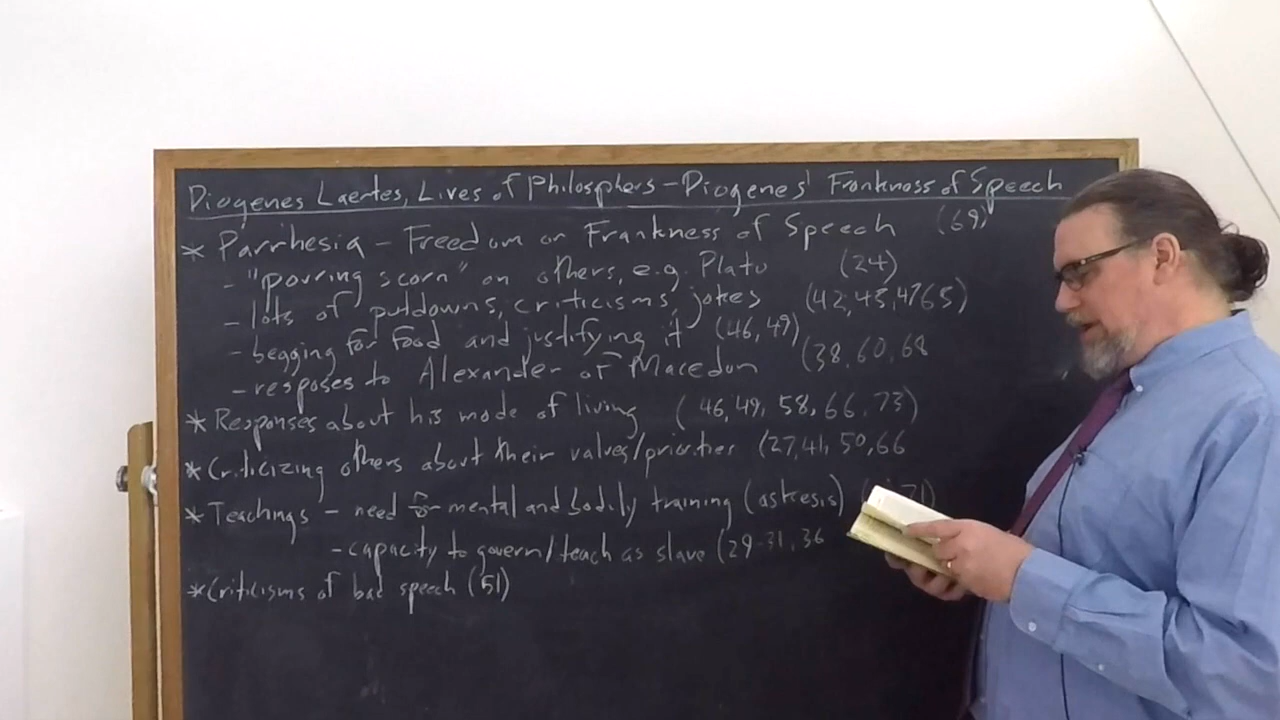 Diogenes Laertes, Lives of Philosphers - Diogenes' Frankness of Speech
* Parrhesia - Freedom or Frankness of Speech (69)
- "pouring scorn" on others, e.g. Plato (24)
- lots of putdowns, criticisms, jokes (42,43,47 65)
- begging for food and justifying it (46,49)
- resposes to Alexander of Macedon (38,60,68
* Responses about his mode of living (46,49,58,66,73)
* Criticizing others about their values/priorities (27,41,50,66
* Teachings - need for mental and bodily training (askesis) 71)
- capacity to govern/teach as slave (29-31,36
* Criticisms of bad speech (51)